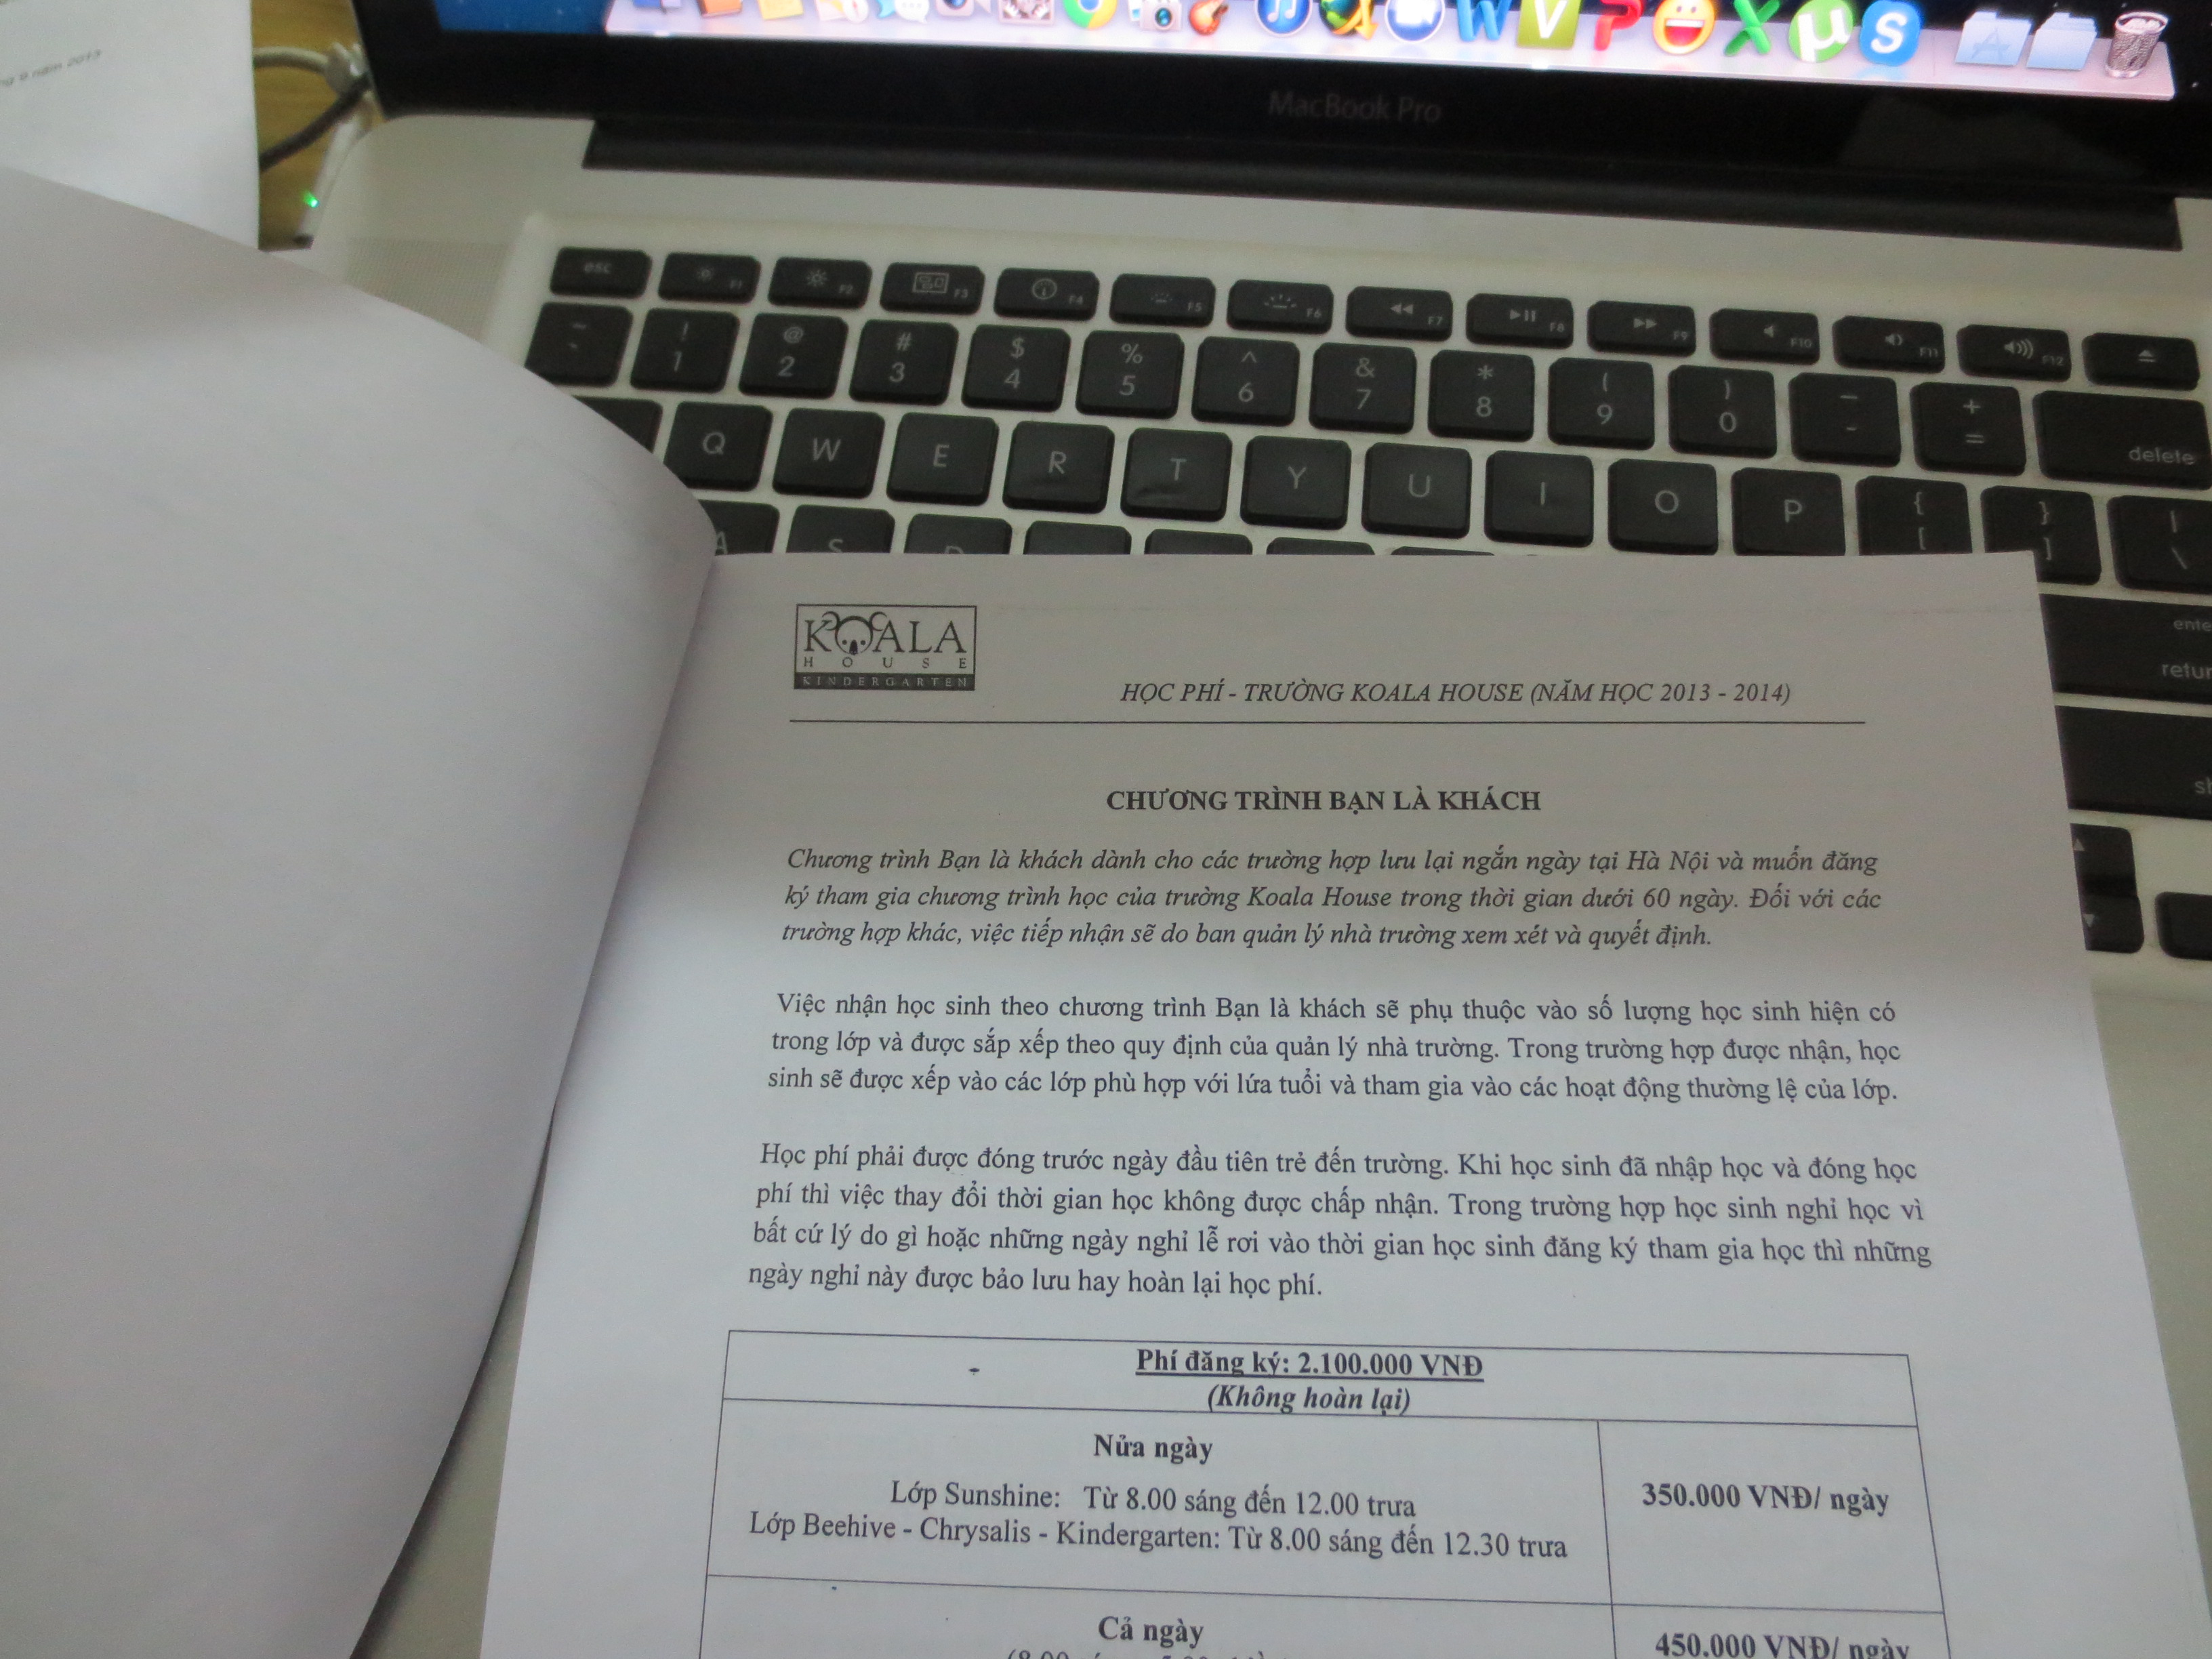 ng 9 năm 2013
MacBook Pro
esc F1 F2 F3 F4 F5 F6 F7 F8 F9 F10 F11 F12
~ ! @ # $ % ^ & * ( ) _ +
` 1 2 3 4 5 6 7 8 9 0 - = delete
Q W E R T Y U I O P { [ } ] | \
A S D
enter
return
KOALA
HOUSE
KINDERGARTEN
HỌC PHÍ - TRƯỜNG KOALA HOUSE (NĂM HỌC 2013 - 2014)
CHƯƠNG TRÌNH BẠN LÀ KHÁCH
Chương trình Bạn là khách dành cho các trường hợp lưu lại ngắn ngày tại Hà Nội và muốn đăng
ký tham gia chương trình học của trường Koala House trong thời gian dưới 60 ngày. Đối với các
trường hợp khác, việc tiếp nhận sẽ do ban quản lý nhà trường xem xét và quyết định.
Việc nhận học sinh theo chương trình Bạn là khách sẽ phụ thuộc vào số lượng học sinh hiện có
trong lớp và được sắp xếp theo quy định của quản lý nhà trường. Trong trường hợp được nhận, học
sinh sẽ được xếp vào các lớp phù hợp với lứa tuổi và tham gia vào các hoạt động thường lệ của lớp.
Học phí phải được đóng trước ngày đầu tiên trẻ đến trường. Khi học sinh đã nhập học và đóng học
phí thì việc thay đổi thời gian học không được chấp nhận. Trong trường hợp học sinh nghỉ học vì
bất cứ lý do gì hoặc những ngày nghỉ lễ rơi vào thời gian học sinh đăng ký tham gia học thì những
ngày nghỉ này được bảo lưu hay hoàn lại học phí.
Phí đăng ký: 2.100.000 VNĐ
(Không hoàn lại)
Nửa ngày
Lớp Sunshine: Từ 8.00 sáng đến 12.00 trưa
350.000 VNĐ/ ngày
Lớp Beehive - Chrysalis - Kindergarten: Từ 8.00 sáng đến 12.30 trưa
Cả ngày
450.000 VNĐ/ ngày